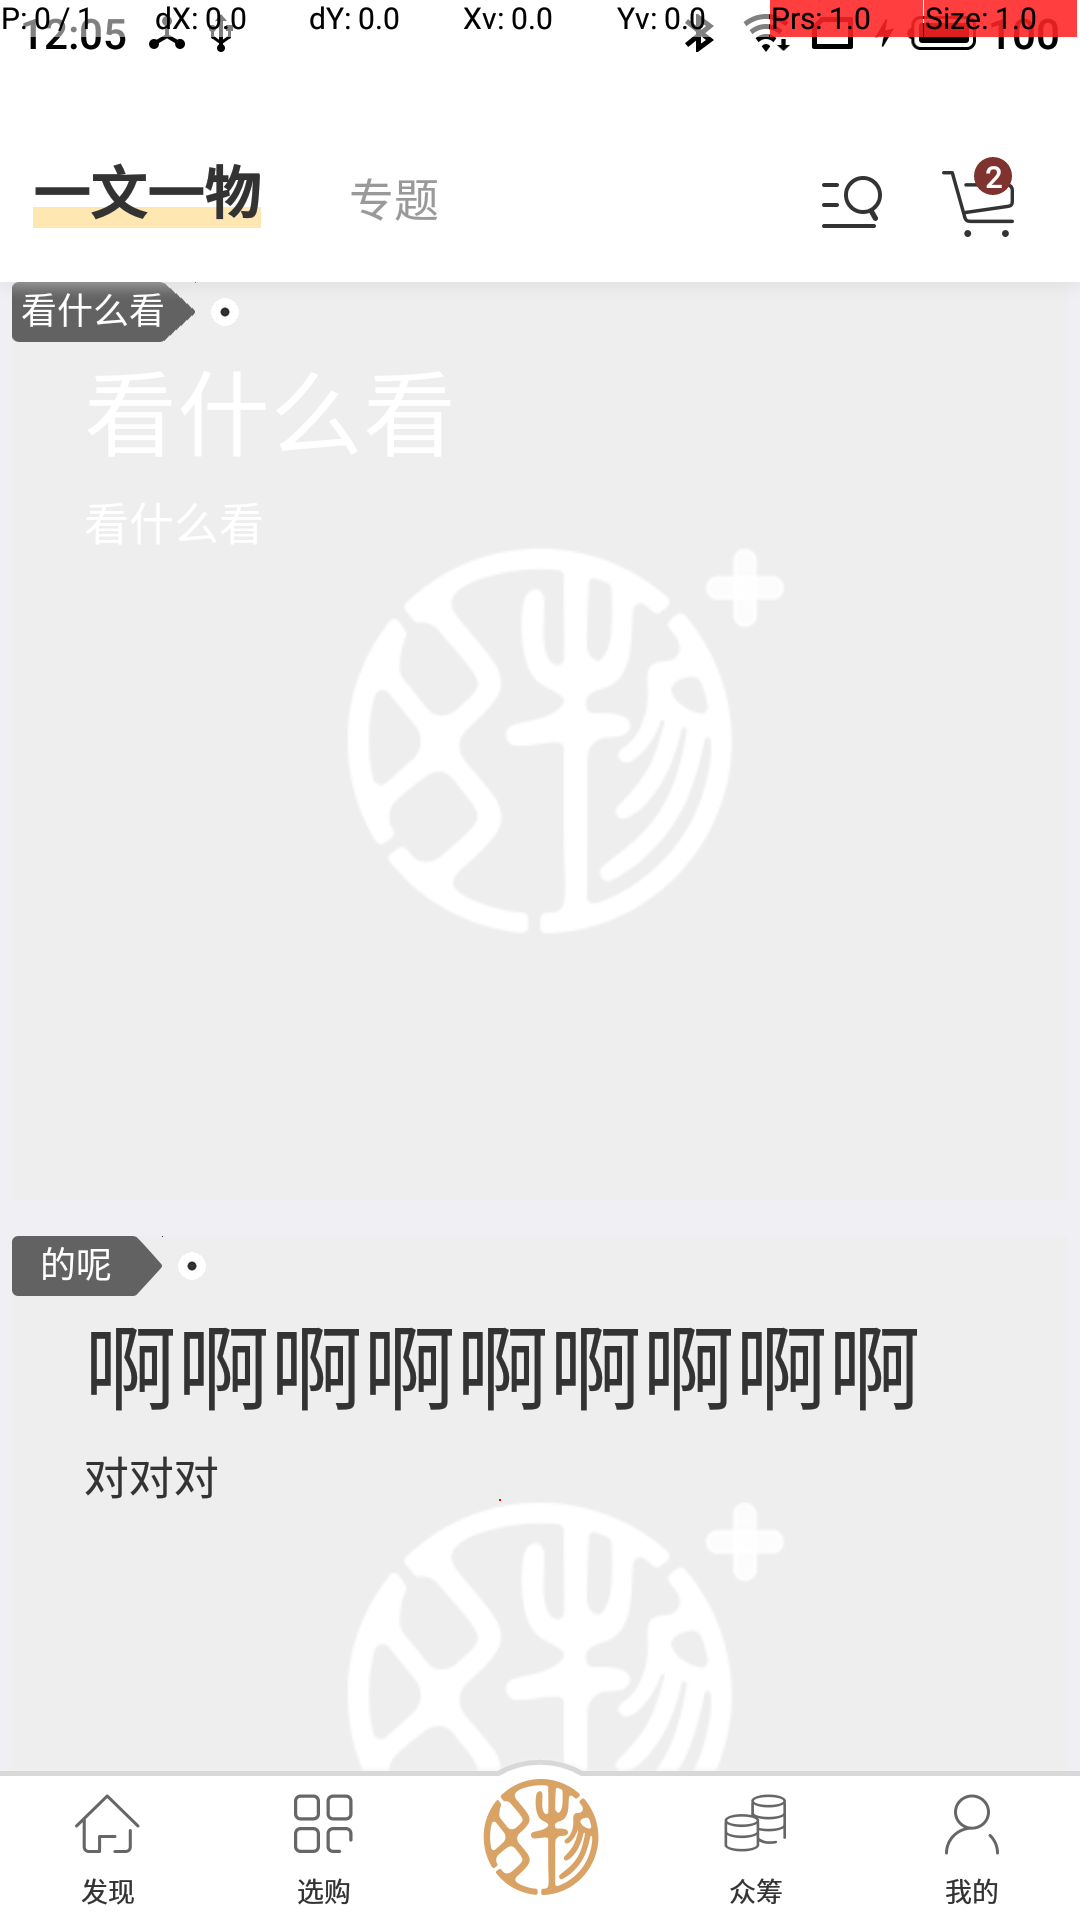 P: 0 / 1 dX: 0.0 dY: 0.0 Xv: 0.0 Yv: 0.0 Prs: 1.0 Size: 1.0
12:05 100
一文一物 专题 2
看什么看
看什么看
看什么看
的呢
啊啊啊啊啊啊啊啊啊
对对对
发现 选购 众筹 我的